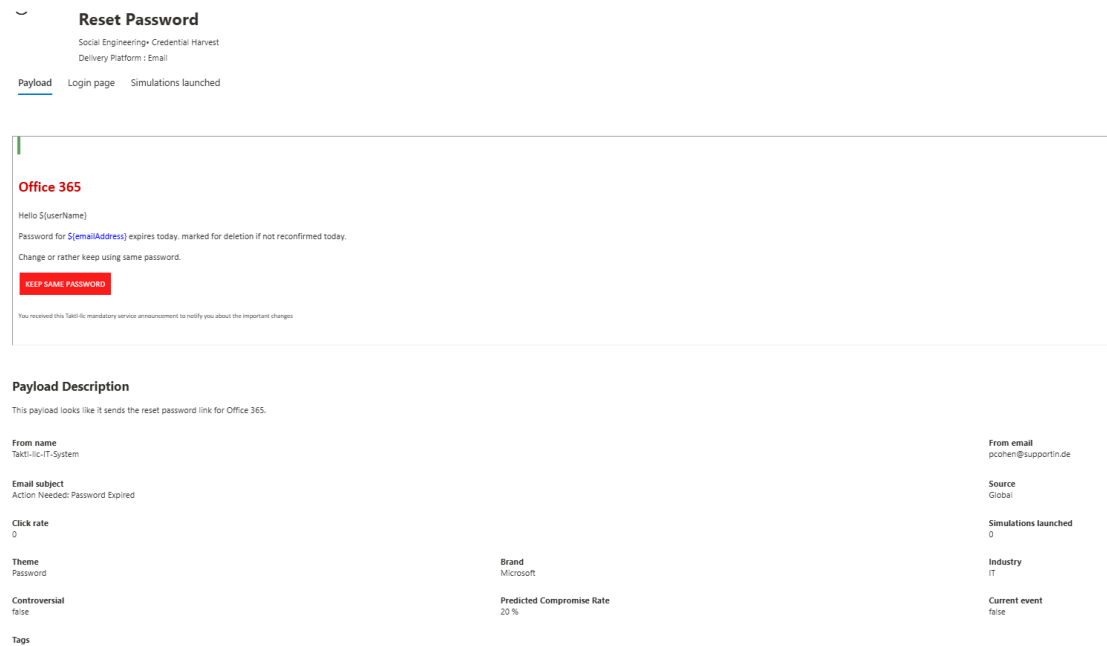 Reset Password
Social Engineering• Credential Harvest
Delivery Platform : Email
Payload Login page Simulations launched
Office 365
Hello ${userName}
Password for ${emailAddress} expires today. marked for deletion if not reconfirmed today.
Change or rather keep using same password.
KEEP SAME PASSWORD
You received this Taktl-llc mandatory service announcement to notify you about the important changes
Payload Description
This payload looks like it sends the reset password link for Office 365.
From name From email
Taktl-llc-IT-System pcohen@supportin.de
Email subject Source
Action Needed: Password Expired Global
Click rate Simulations launched
0 0
Theme Brand Industry
Password Microsoft IT
Controversial Predicted Compromise Rate Current event
false 20 % false
Tags